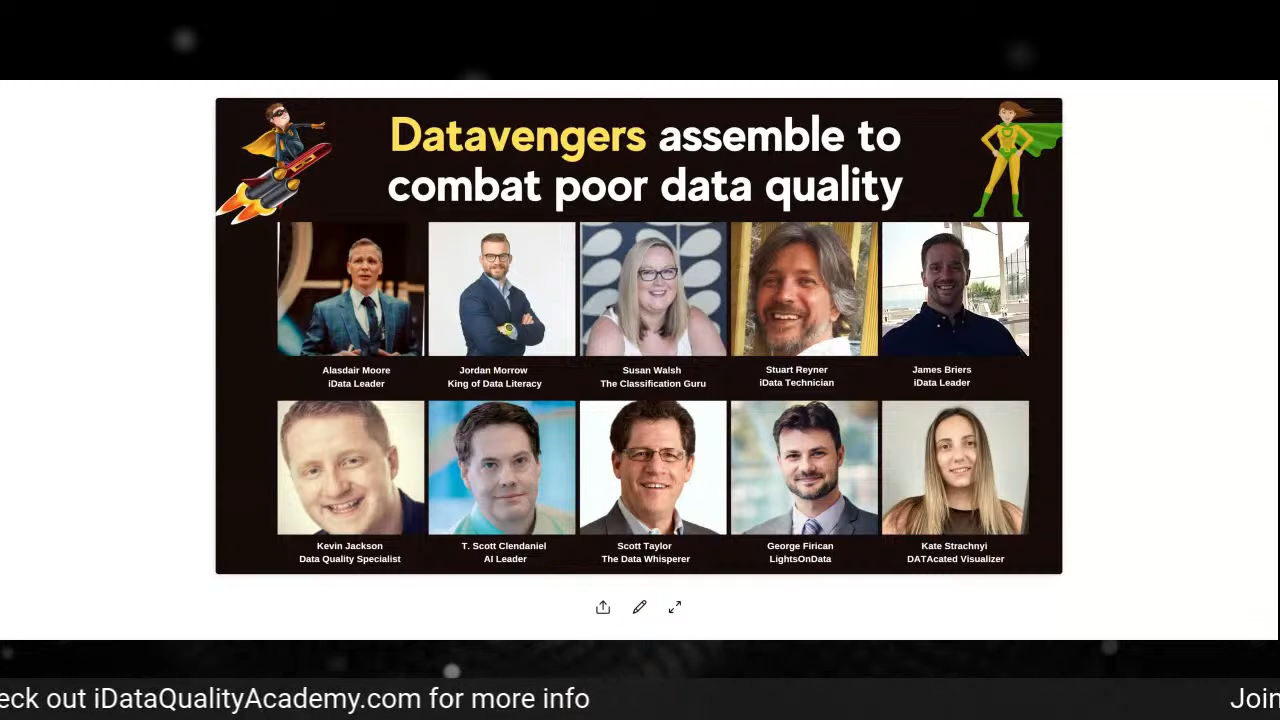 Datavengers assemble to
combat poor data quality
Alasdair Moore
iData Leader
Jordan Morrow
King of Data Literacy
Susan Walsh
The Classification Guru
Stuart Reyner
iData Technician
James Briers
iData Leader
Kevin Jackson
Data Quality Specialist
T. Scott Clendaniel
AI Leader
Scott Taylor
The Data Whisperer
George Firican
LightsOnData
Kate Strachnyi
DATAcated Visualizer
eck out iDataQualityAcademy.com for more info
Join